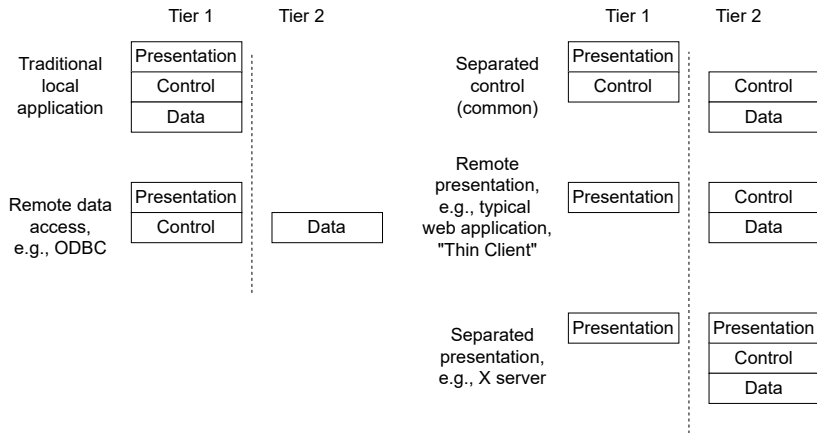 Tier 1
Tier 2
Traditional
local
application
Presentation
Control
Data
Remote data
access,
e.g., ODBC
Presentation
Control
Data
Tier 1
Tier 2
Separated
control
(common)
Presentation
Control
Control
Data
Remote
presentation,
e.g., typical
web application,
"Thin Client"
Presentation
Control
Data
Separated
presentation,
e.g., X server
Presentation
Presentation
Control
Data